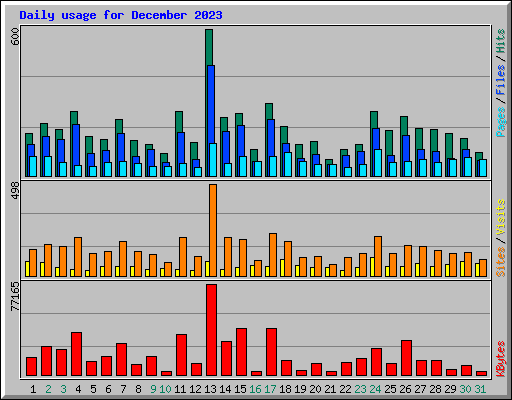 Daily usage for December 2023
600
498
77165
Pages / Files / Hits
Sites / Visits
KBytes
1 2 3 4 5 6 7 8 9 10 11 12 13 14 15 16 17 18 19 20 21 22 23 24 25 26 27 28 29 30 31